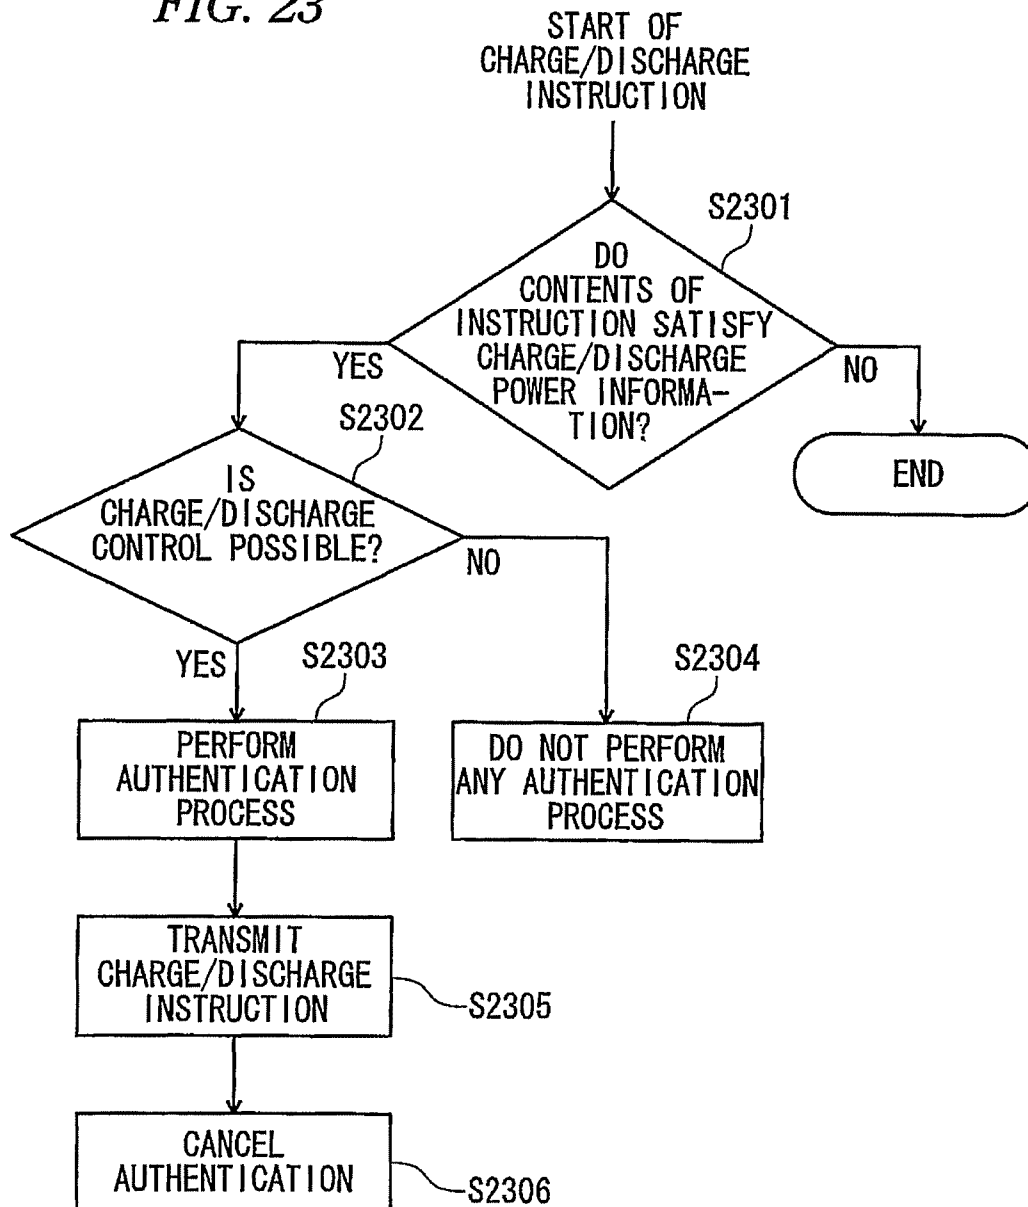 FIG. 23
START OF
CHARGE/DISCHARGE
INSTRUCTION
S2301
DO
CONTENTS OF
INSTRUCTION SATISFY
CHARGE/DISCHARGE
POWER INFORMA-
TION?
YES
NO
END
S2302
IS
CHARGE/DISCHARGE
CONTROL POSSIBLE?
NO
YES
S2303
PERFORM
AUTHENTICATION
PROCESS
S2304
DO NOT PERFORM
ANY AUTHENTICATION
PROCESS
TRANSMIT
CHARGE/DISCHARGE
INSTRUCTION
S2305
CANCEL
AUTHENTICATION
S2306